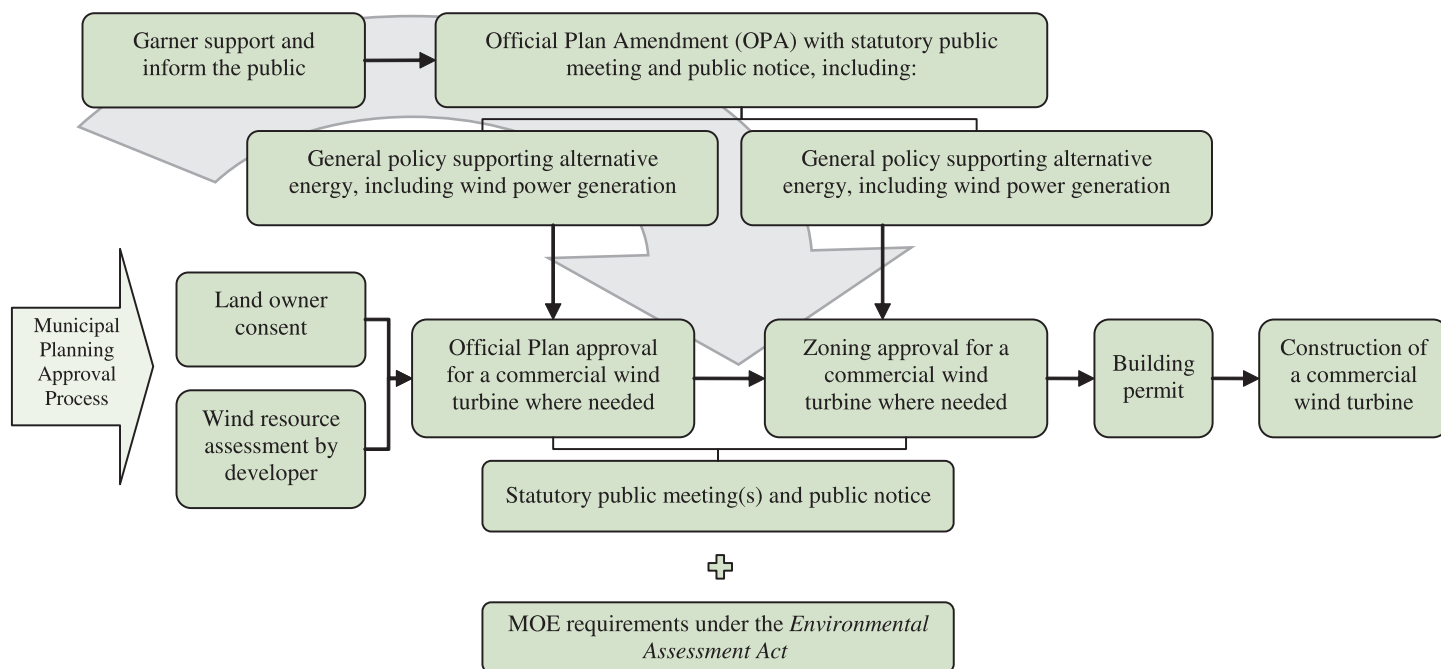 Garner support and
inform the public
Official Plan Amendment (OPA) with statutory public
meeting and public notice, including:
General policy supporting alternative
energy, including wind power generation
General policy supporting alternative
energy, including wind power generation
Municipal
Planning
Approval
Process
Land owner
consent
Wind resource
assessment by
developer
Official Plan approval
for a commercial wind
turbine where needed
Zoning approval for a
commercial wind
turbine where needed
Building
permit
Construction of
a commercial
wind turbine
Statutory public meeting(s) and public notice
MOE requirements under the Environmental
Assessment Act